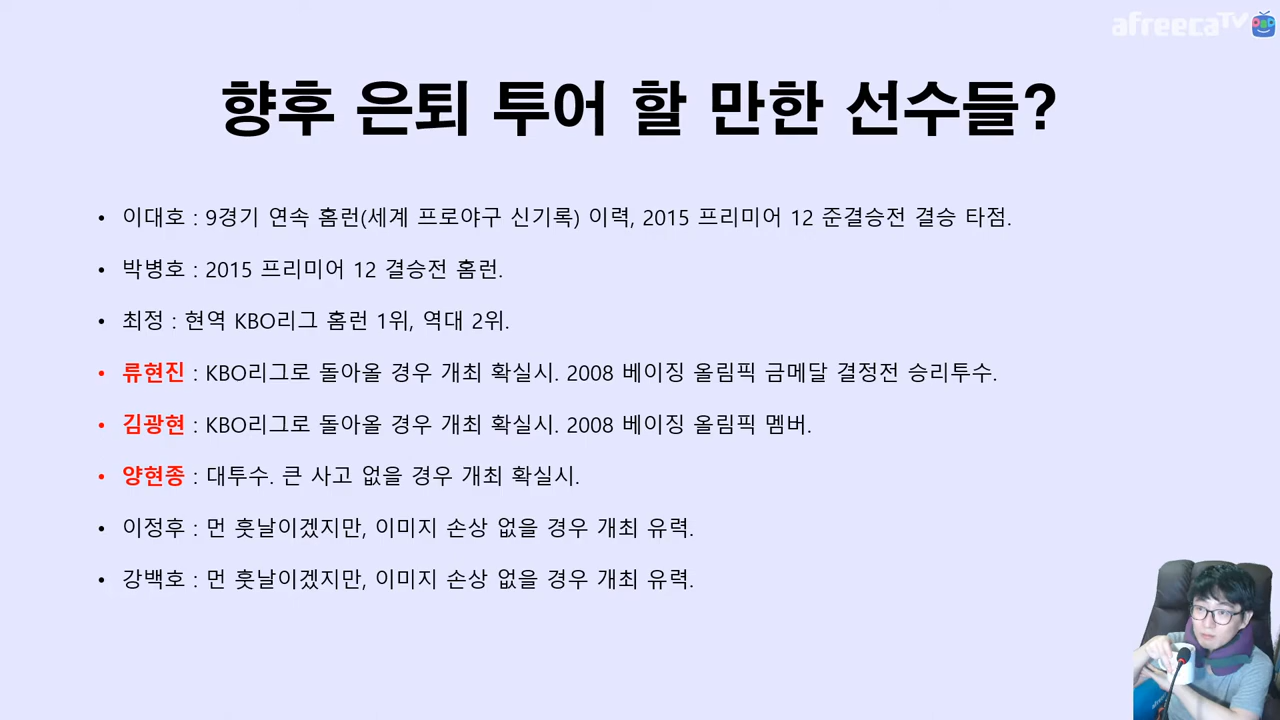 afreecaTV
향후 은퇴 투어 할 만한 선수들?
• 이대호 : 9경기 연속 홈런(세계 프로야구 신기록) 이력, 2015 프리미어 12 준결승전 결승 타점.
• 박병호 : 2015 프리미어 12 결승전 홈런.
• 최정 : 현역 KBO리그 홈런 1위, 역대 2위.
• 류현진 : KBO리그로 돌아올 경우 개최 확실시. 2008 베이징 올림픽 금메달 결정전 승리투수.
• 김광현 : KBO리그로 돌아올 경우 개최 확실시. 2008 베이징 올림픽 멤버.
• 양현종 : 대투수. 큰 사고 없을 경우 개최 확실시.
• 이정후 : 먼 훗날이겠지만, 이미지 손상 없을 경우 개최 유력.
• 강백호 : 먼 훗날이겠지만, 이미지 손상 없을 경우 개최 유력.